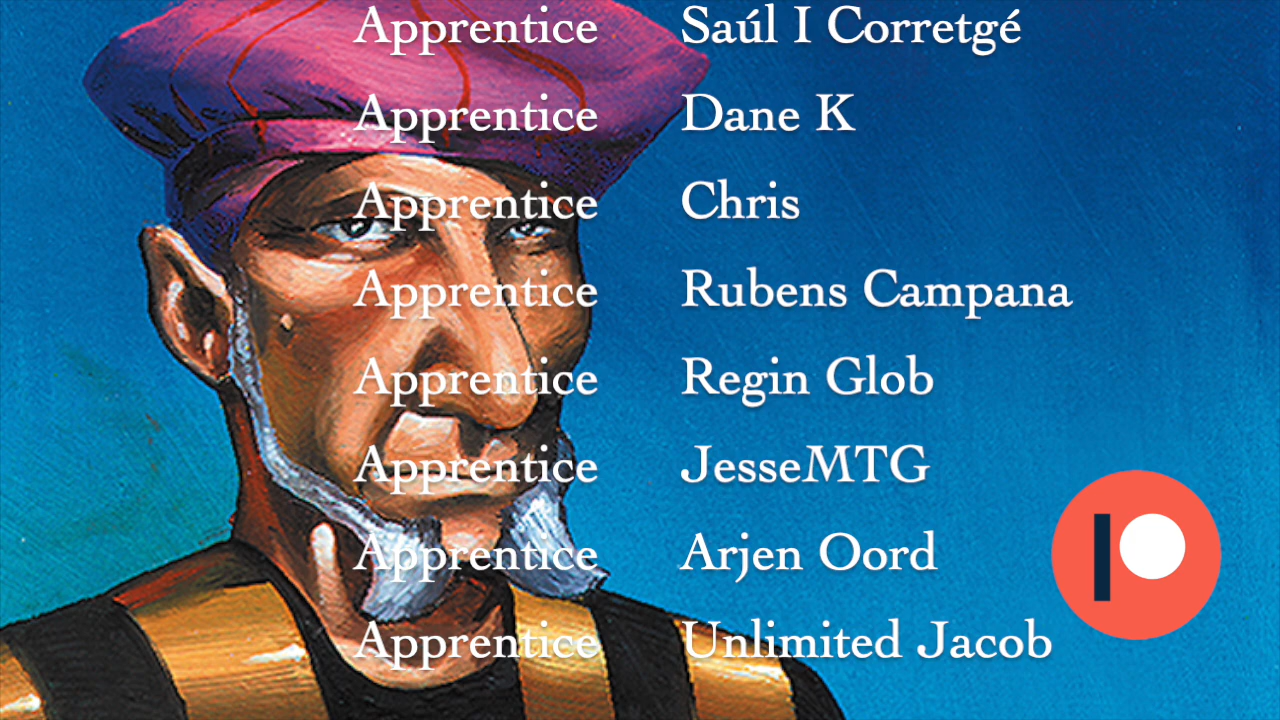 Apprentice Saúl I Corretgé
Apprentice Dane K
Apprentice Chris
Apprentice Rubens Campana
Apprentice Regin Glob
Apprentice JesseMTG
Apprentice Arjen Oord
Apprentice Unlimited Jacob